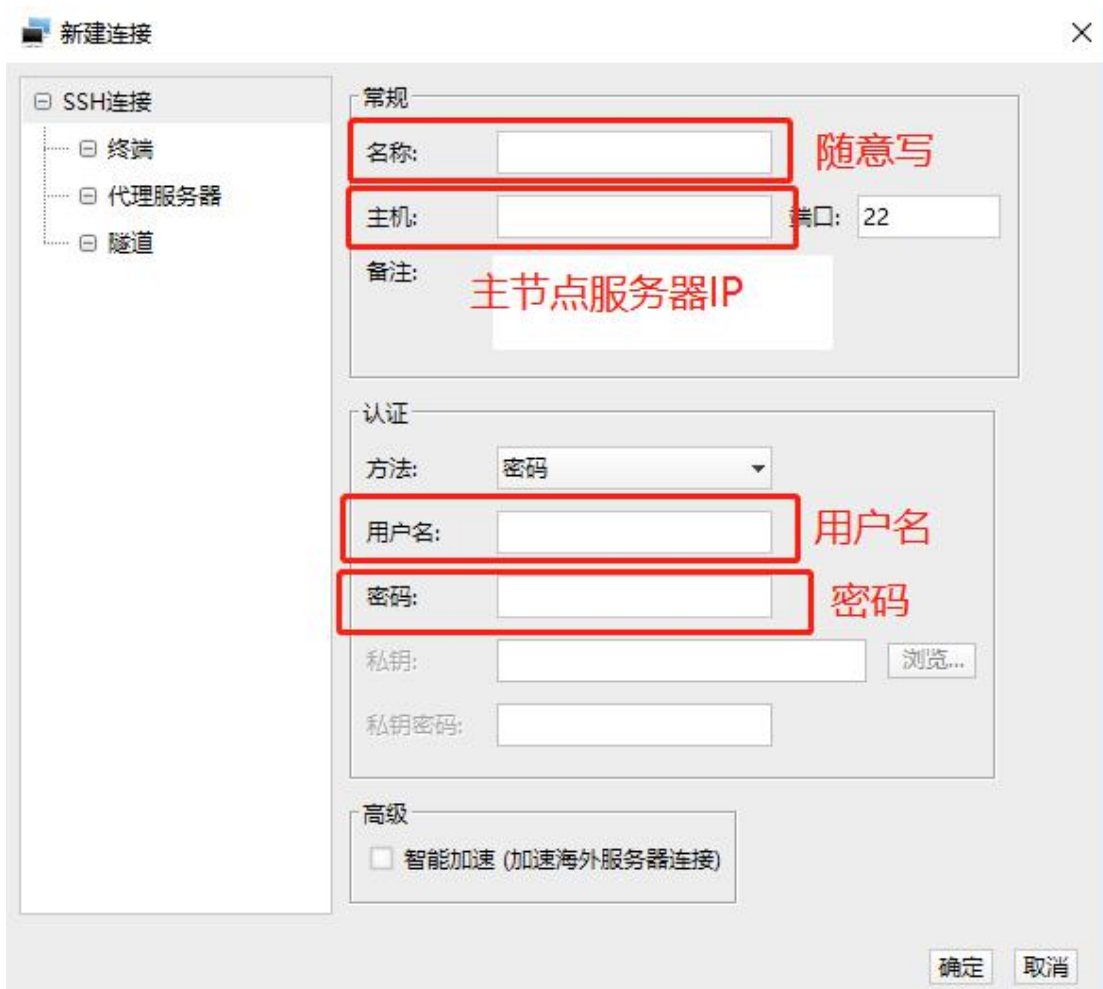 新建连接
SSH连接
终端
代理服务器
隧道
常规
名称:
随意写
主机:
端口: 22
备注:
主节点服务器IP
认证
方法: 密码
用户名:
用户名
密码:
密码
私钥:
浏览...
私钥密码:
高级
智能加速 (加速海外服务器连接)
确定
取消